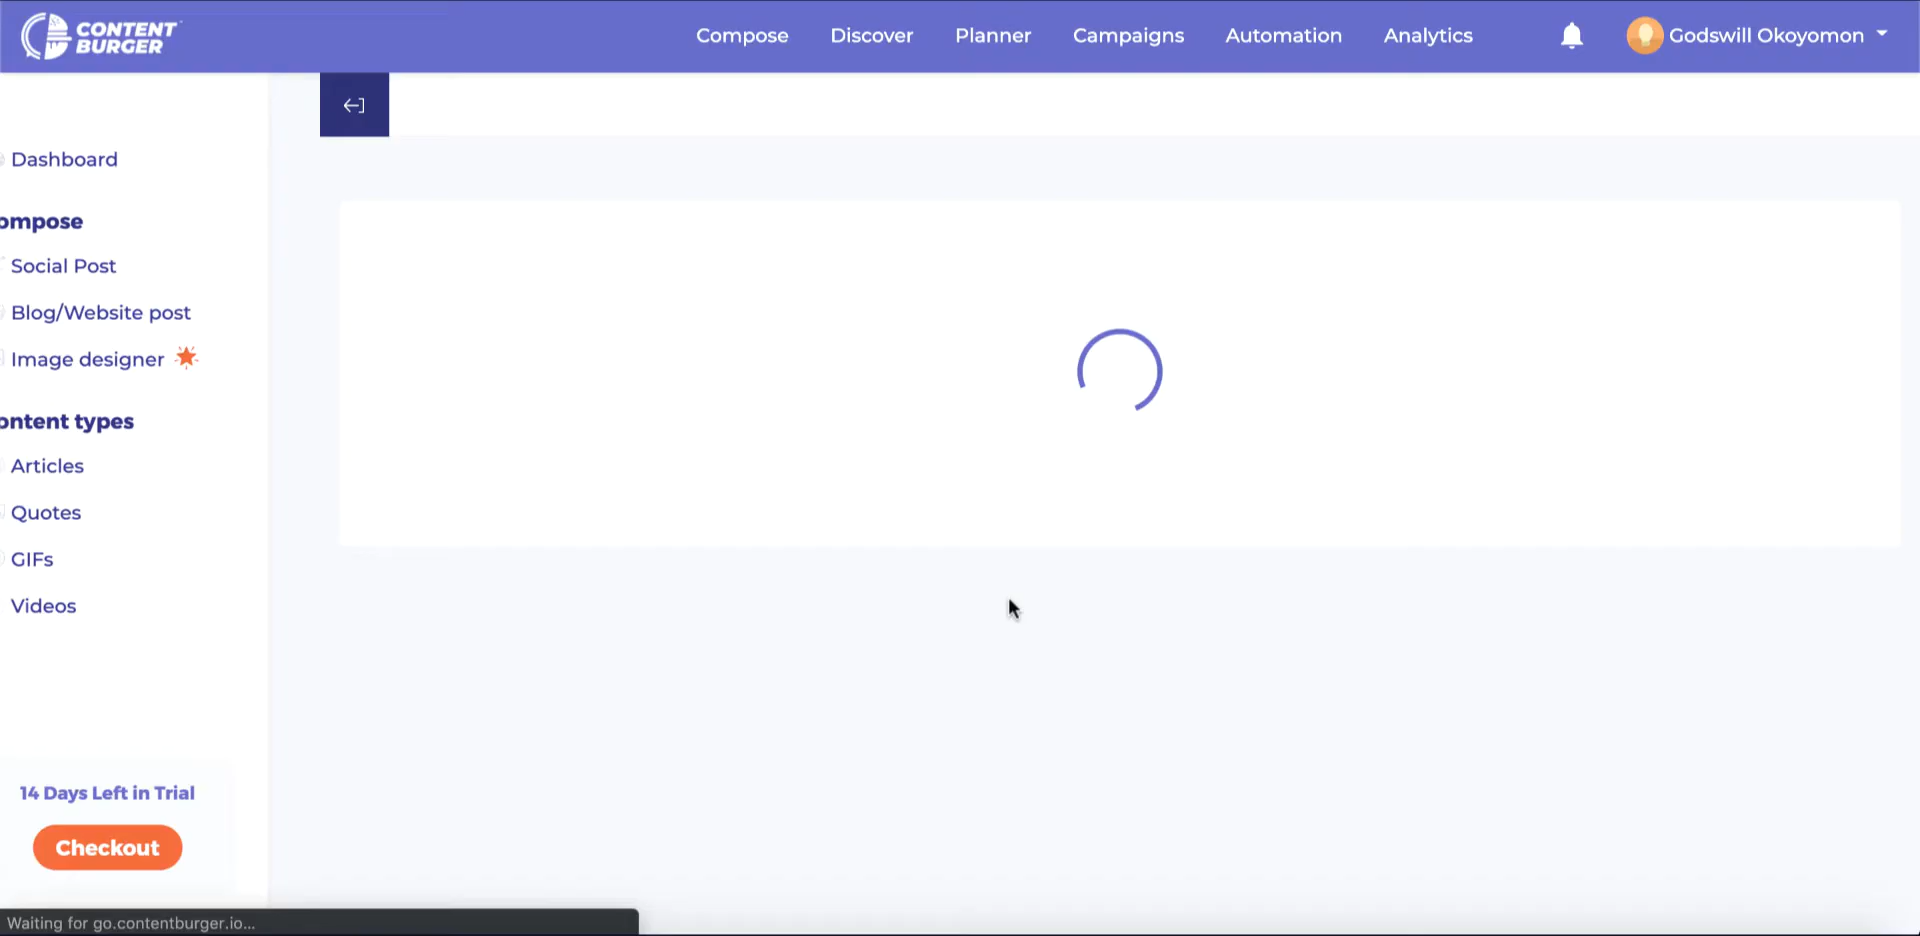 CONTENT
BURGER
Compose
Discover
Planner
Campaigns
Automation
Analytics
Godswill Okoyomon
Dashboard
ompose
Social Post
Blog/Website post
Image designer
ontent types
Articles
Quotes
GIFs
Videos
14 Days Left in Trial
Checkout
Waiting for go.contentburger.io...